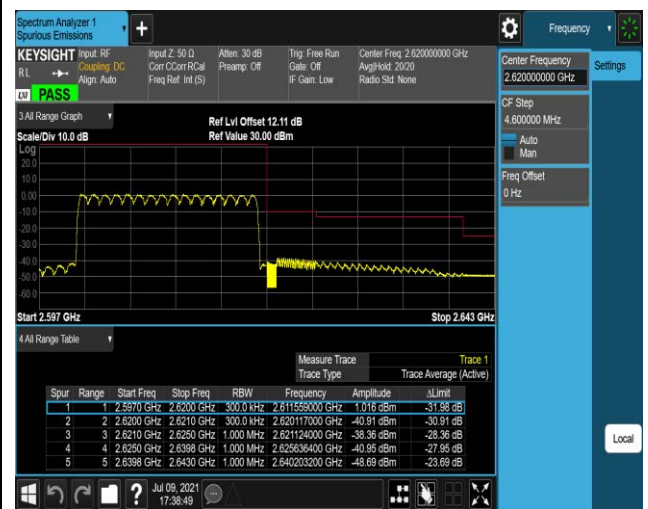 Spectrum Analyzer 1
Spurious Emissions
+
Frequency
KEYSIGHT Input: RF Input Z: 50 Ω Atten: 30 dB Trig: Free Run Center Freq: 2.620000000 GHz
RL Coupling: DC Corr CCorr RCal Preamp: Off Gate: Off Avg|Hold: 20/20
Align: Auto Freq Ref: Int (S) IF Gain: Low Radio Std: None
LXI PASS
Center Frequency
2.620000000 GHz
Settings
CF Step
4.600000 MHz
Auto
Man
Freq Offset
0 Hz
3 All Range Graph
Ref Lvl Offset 12.11 dB
Scale/Div 10.0 dB Ref Value 30.00 dBm
Log
20.0
10.0
0.00
-10.0
-20.0
-30.0
-40.0
-50.0
-60.0
Start 2.597 GHz Stop 2.643 GHz
4 All Range Table
Measure Trace Trace 1
Trace Type Trace Average (Active)
Spur Range Start Freq Stop Freq RBW Frequency Amplitude ΔLimit
1 1 2.5970 GHz 2.6200 GHz 300.0 kHz 2.611559000 GHz 1.016 dBm -31.98 dB
2 2 2.6200 GHz 2.6210 GHz 300.0 kHz 2.620117000 GHz -40.91 dBm -30.91 dB
3 3 2.6210 GHz 2.6250 GHz 1.000 MHz 2.621124000 GHz -38.36 dBm -28.36 dB
4 4 2.6250 GHz 2.6398 GHz 1.000 MHz 2.625636400 GHz -40.95 dBm -27.95 dB
5 5 2.6398 GHz 2.6430 GHz 1.000 MHz 2.640203200 GHz -48.69 dBm -23.69 dB
Local
? Jul 09, 2021
17:38:49